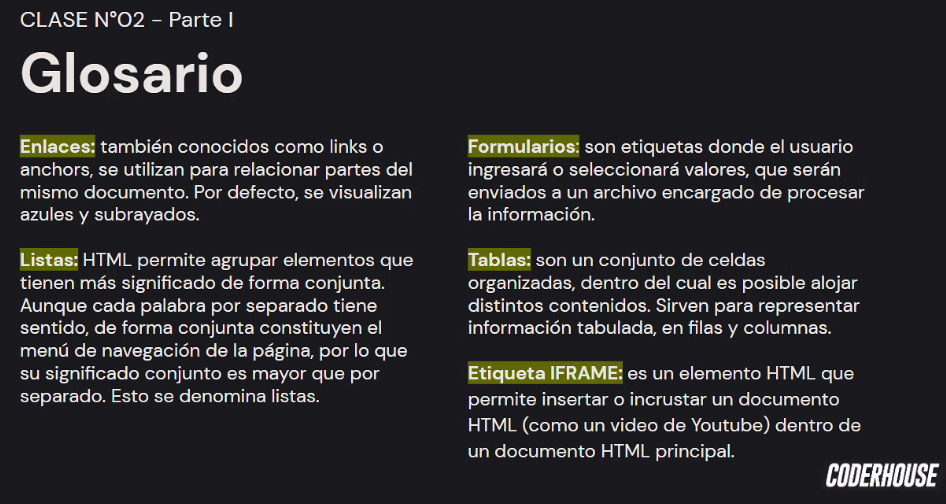 CLASE N°02 - Parte I
Glosario
Enlaces: también conocidos como links o
anchors, se utilizan para relacionar partes del
mismo documento. Por defecto, se visualizan
azules y subrayados.
Listas: HTML permite agrupar elementos que
tienen más significado de forma conjunta.
Aunque cada palabra por separado tiene
sentido, de forma conjunta constituyen el
menú de navegación de la página, por lo que
su significado conjunto es mayor que por
separado. Esto se denomina listas.
Formularios: son etiquetas donde el usuario
ingresará o seleccionará valores, que serán
enviados a un archivo encargado de procesar
la información.
Tablas: son un conjunto de celdas
organizadas, dentro del cual es posible alojar
distintos contenidos. Sirven para representar
información tabulada, en filas y columnas.
Etiqueta IFRAME: es un elemento HTML que
permite insertar o incrustar un documento
HTML (como un video de Youtube) dentro de
un documento HTML principal.
CODERHOUSE